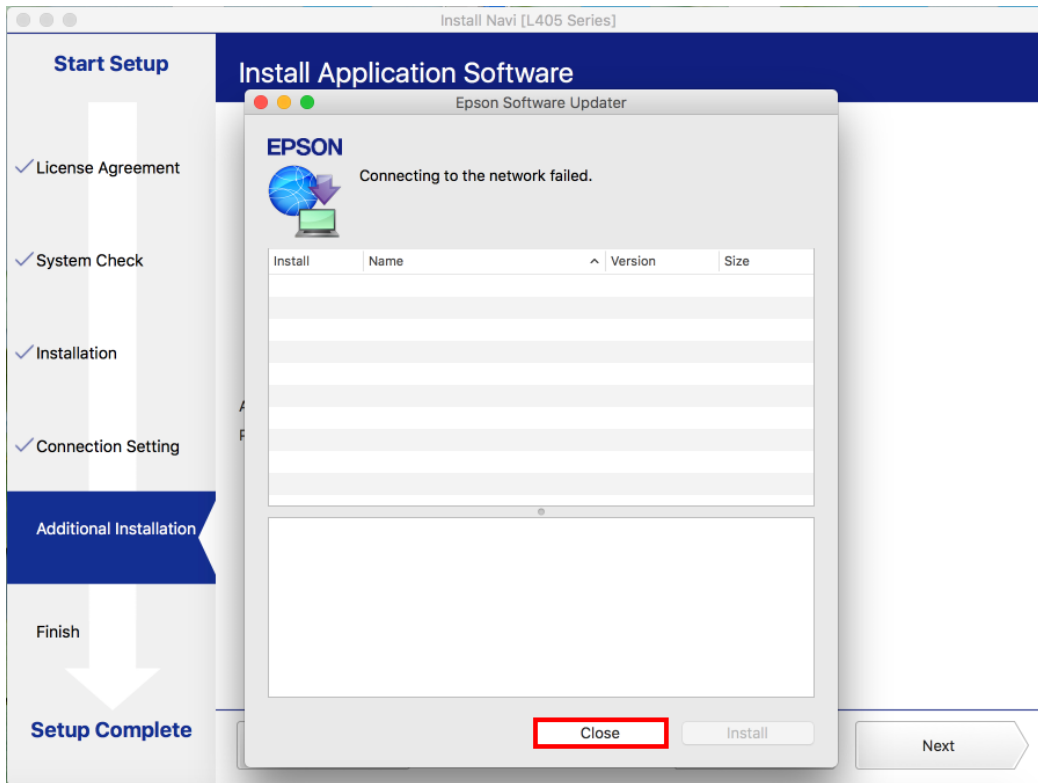 Install Navi [L405 Series]
Start Setup
License Agreement
System Check
Installation
Connection Setting
Additional Installation
Finish
Setup Complete
Install Application Software
Epson Software Updater
EPSON
Connecting to the network failed.
Install Name Version Size
Close Install
Next